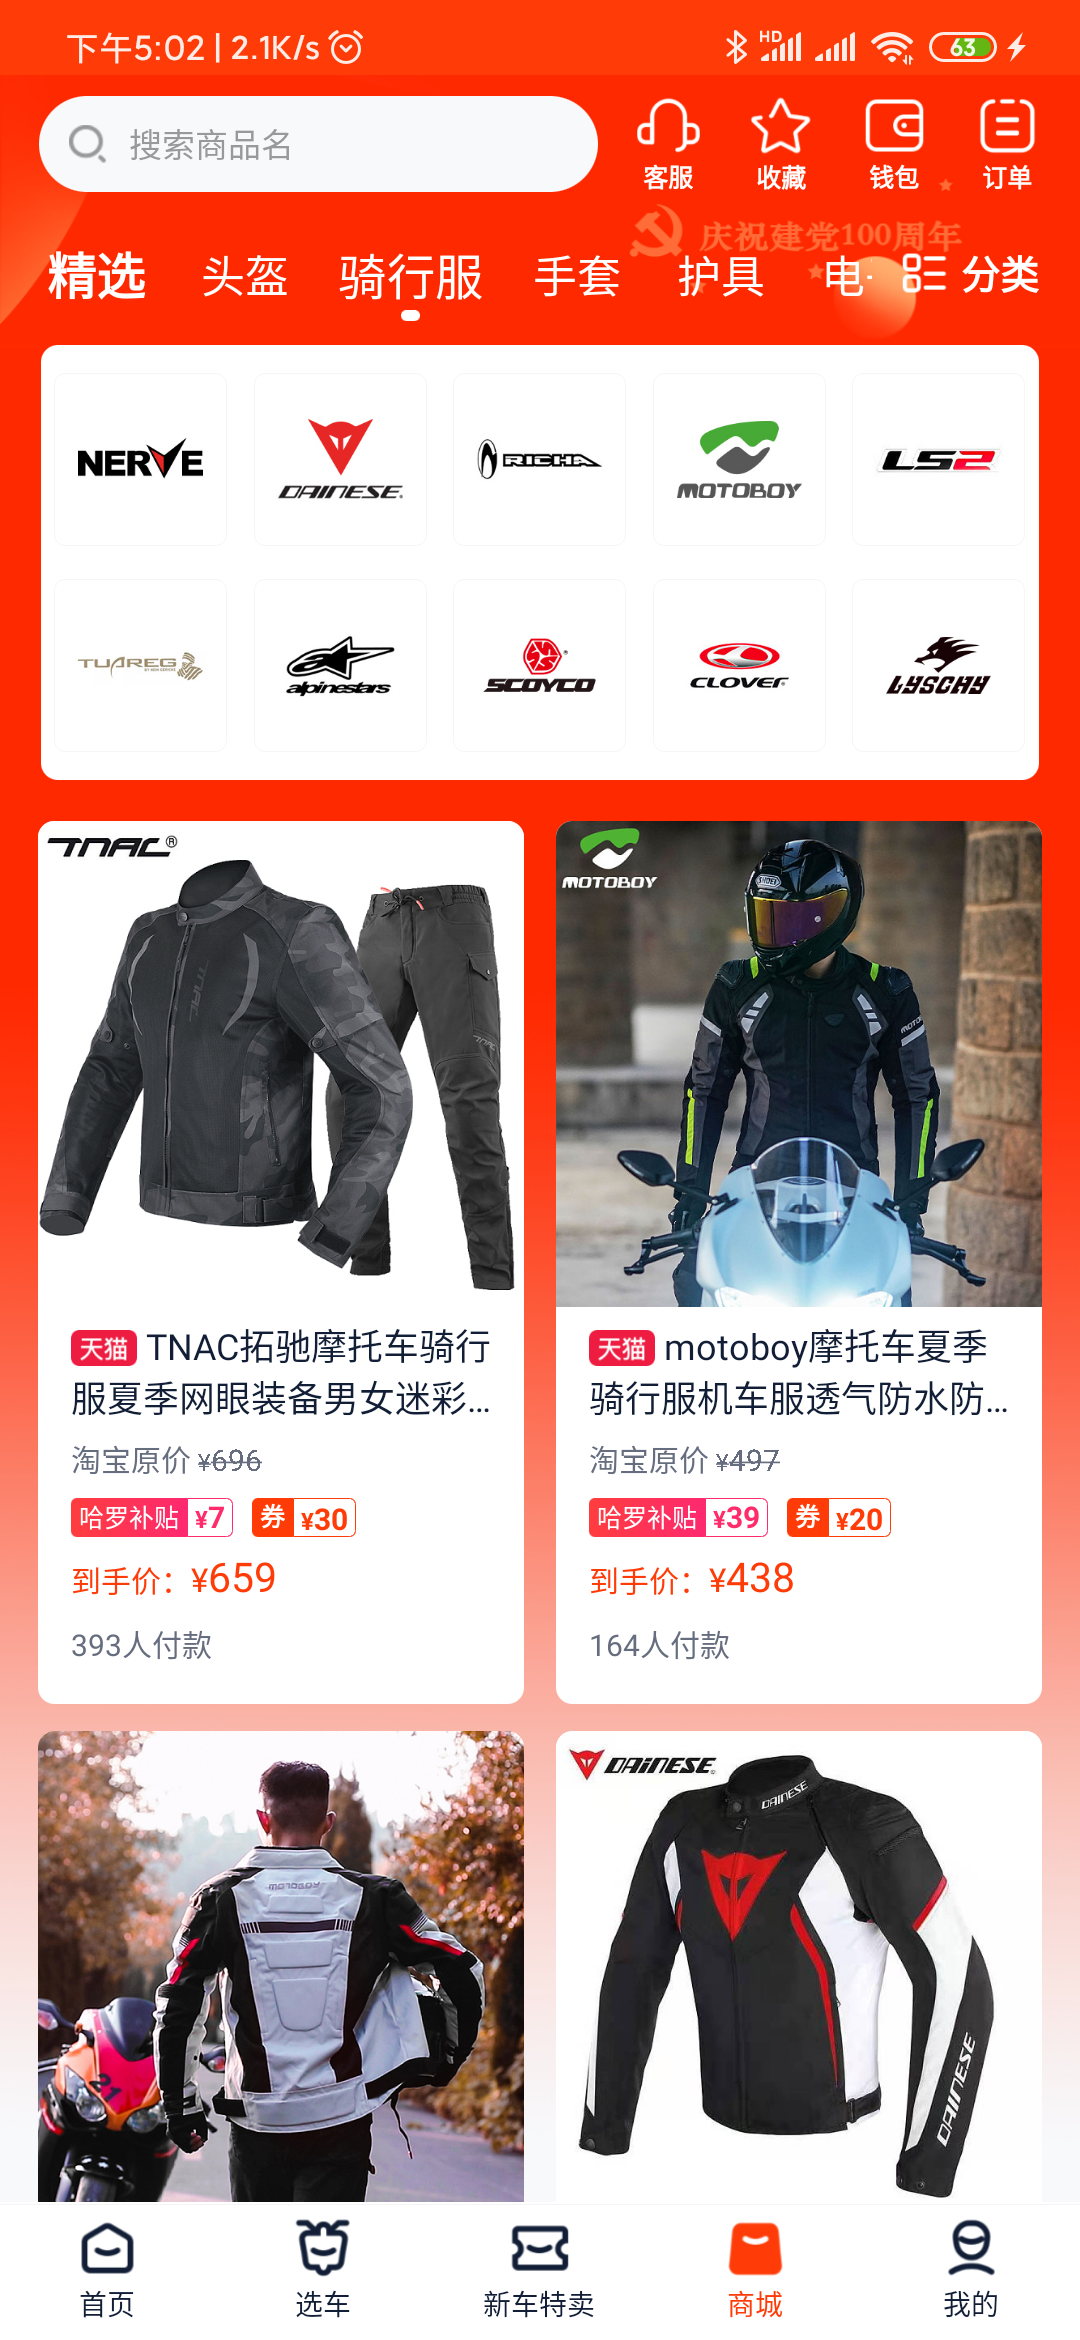 下午5:02 | 2.1K/s
HD
63
搜索商品名
客服
收藏
钱包
订单
庆祝建党100周年
精选
头盔
骑行服
手套
护具
电
分类
NERVE
DAINESE
RICHA
MOTOBOY
LS2
TUAREG
alpinestars
SCOYCO
CLOVER
LYSCHY
TNAC®
TNAC
TNAC
MOTOBOY
SHOEI
天猫 TNAC拓驰摩托车骑行
服夏季网眼装备男女迷彩...
淘宝原价 ¥696
哈罗补贴 ¥7 券 ¥30
到手价：¥659
393人付款
天猫 motoboy摩托车夏季
骑行服机车服透气防水防...
淘宝原价 ¥497
哈罗补贴 ¥39 券 ¥20
到手价：¥438
164人付款
MOTOBOY
21
DAINESE
DAINESE
DAINESE
首页
选车
新车特卖
商城
我的